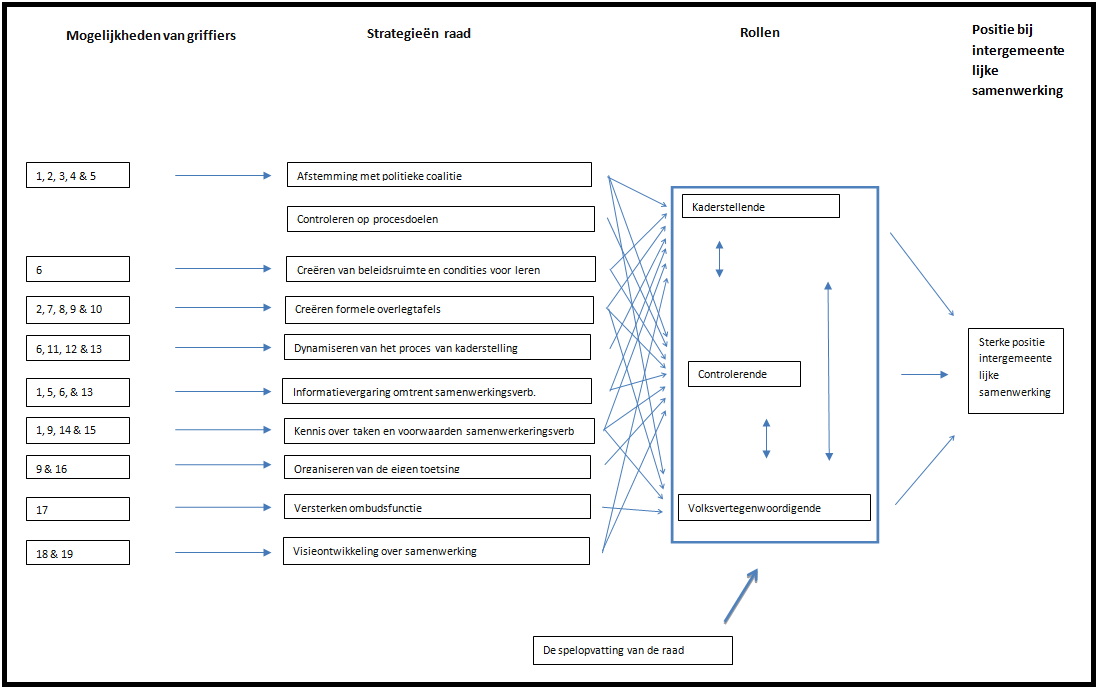 Mogelijkheden van griffiers
Strategieën raad
Rollen
Positie bij
intergemeente
lijke
samenwerking
1, 2, 3, 4 & 5
Afstemming met politieke coalitie
Kaderstellende
Controleren op procesdoelen
6
Creëren van beleidsruimte en condities voor leren
2, 7, 8, 9 & 10
Creëren formele overlegtafels
6, 11, 12 & 13
Dynamiseren van het proces van kaderstelling
Sterke positie
intergemeente
lijke
samenwerking
Controlerende
1, 5, 6, & 13
Informatievergaring omtrent samenwerkingsverb.
1, 9, 14 & 15
Kennis over taken en voorwaarden samenwerkeringsverb
9 & 16
Organiseren van de eigen toetsing
17
Versterken ombudsfunctie
Volksvertegenwoordigende
18 & 19
Visieontwikkeling over samenwerking
De spelopvatting van de raad